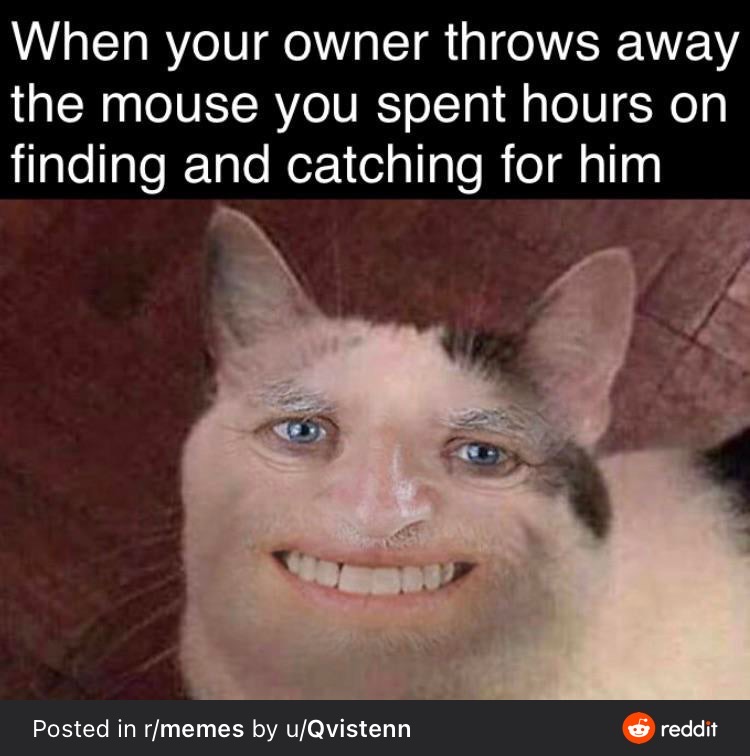 When your owner throws away
the mouse you spent hours on
finding and catching for him
Posted in r/memes by u/Qvistenn
reddit